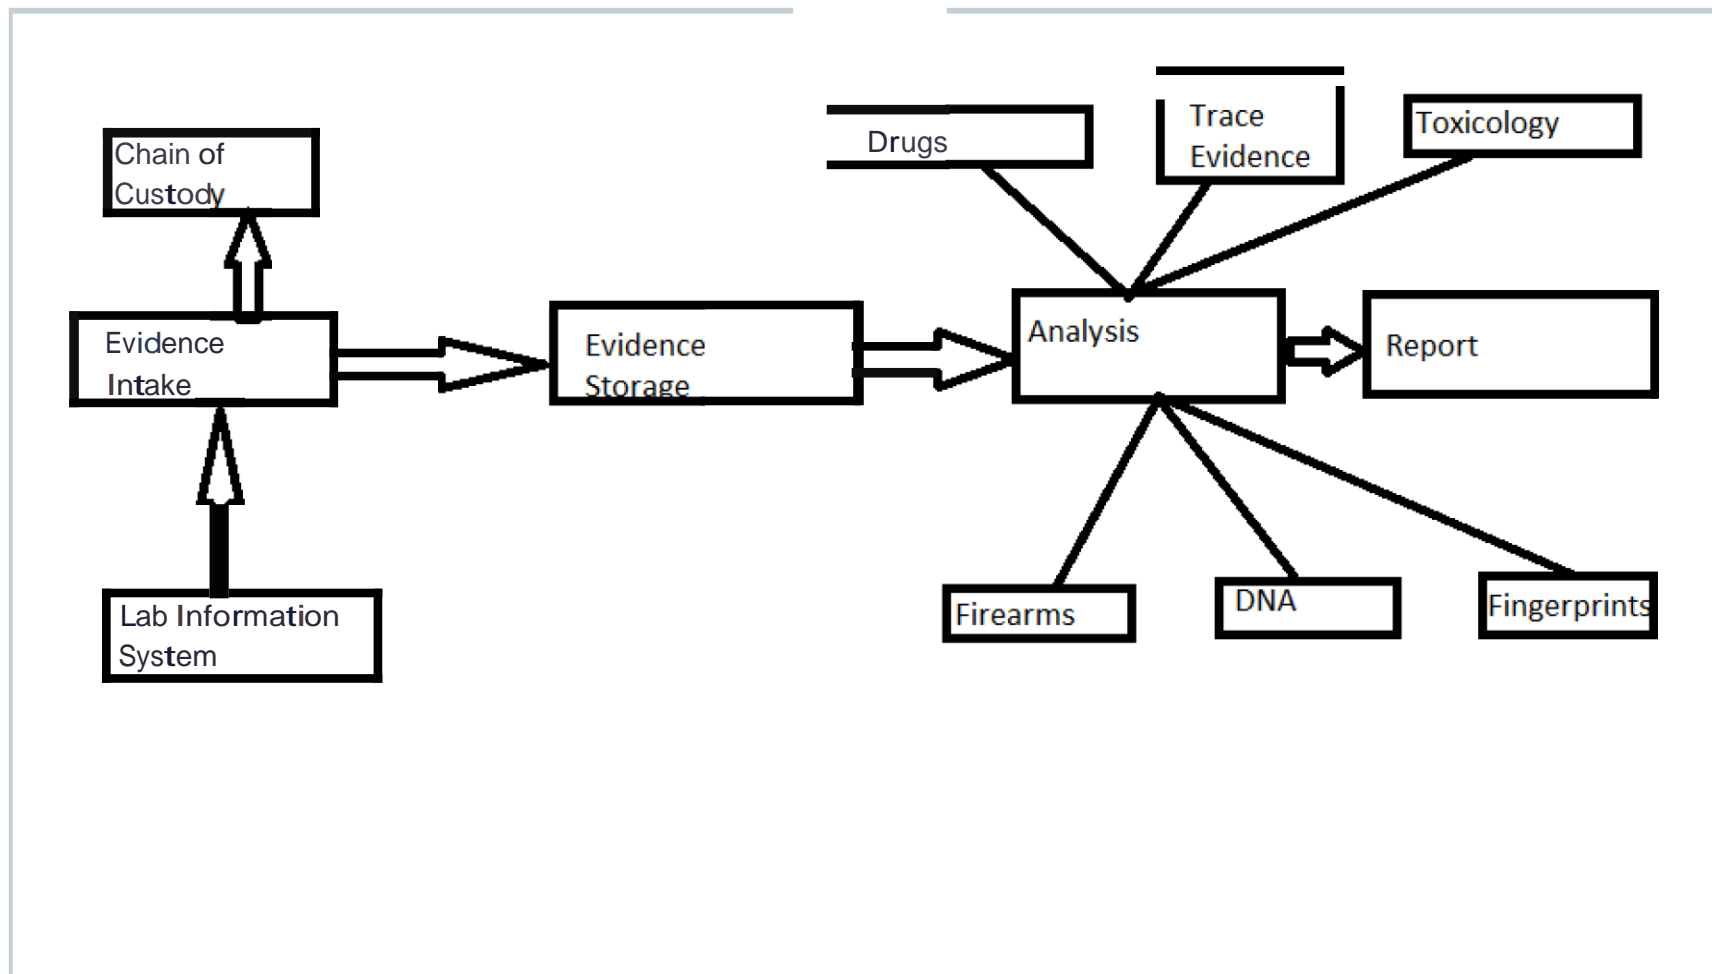 Chain of
Custody
Drugs
Trace
Evidence
Toxicology
Evidence
Intake
Evidence
Storage
Analysis
Report
Lab Information
System
Firearms
DNA
Fingerprints